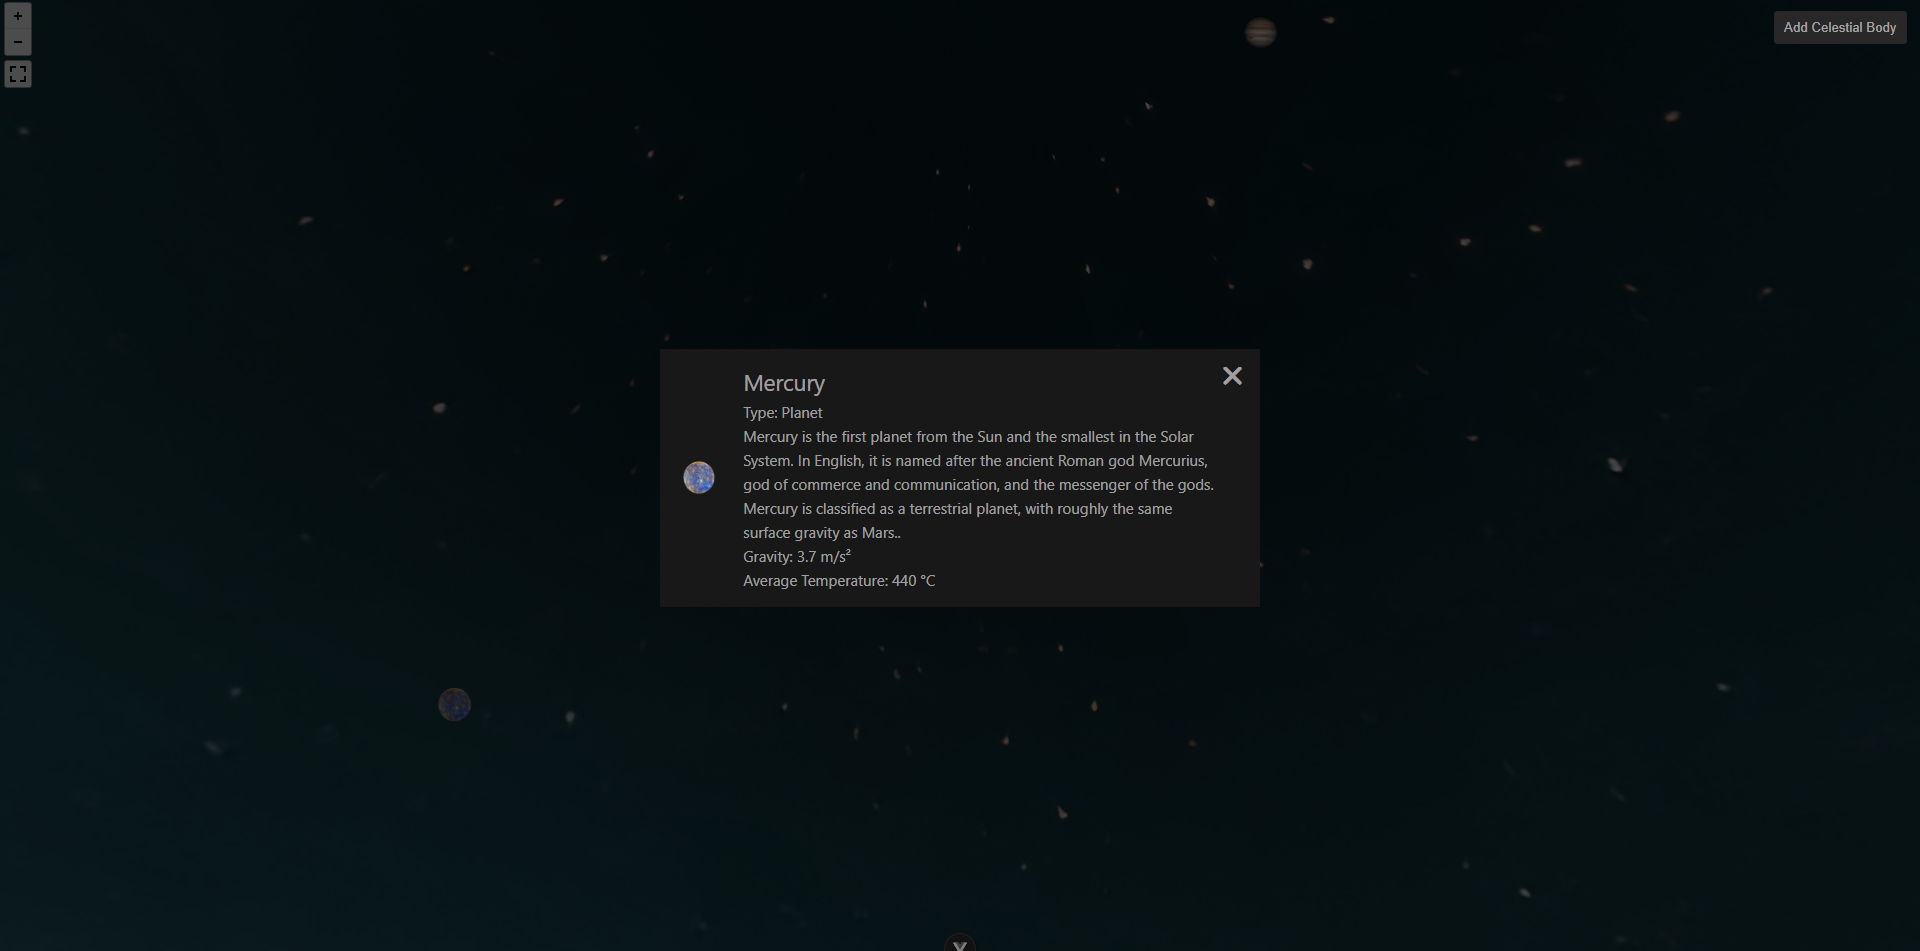 +
−
Add Celestial Body
Mercury
Type: Planet
Mercury is the first planet from the Sun and the smallest in the Solar
System. In English, it is named after the ancient Roman god Mercurius,
god of commerce and communication, and the messenger of the gods.
Mercury is classified as a terrestrial planet, with roughly the same
surface gravity as Mars..
Gravity: 3.7 m/s²
Average Temperature: 440 °C